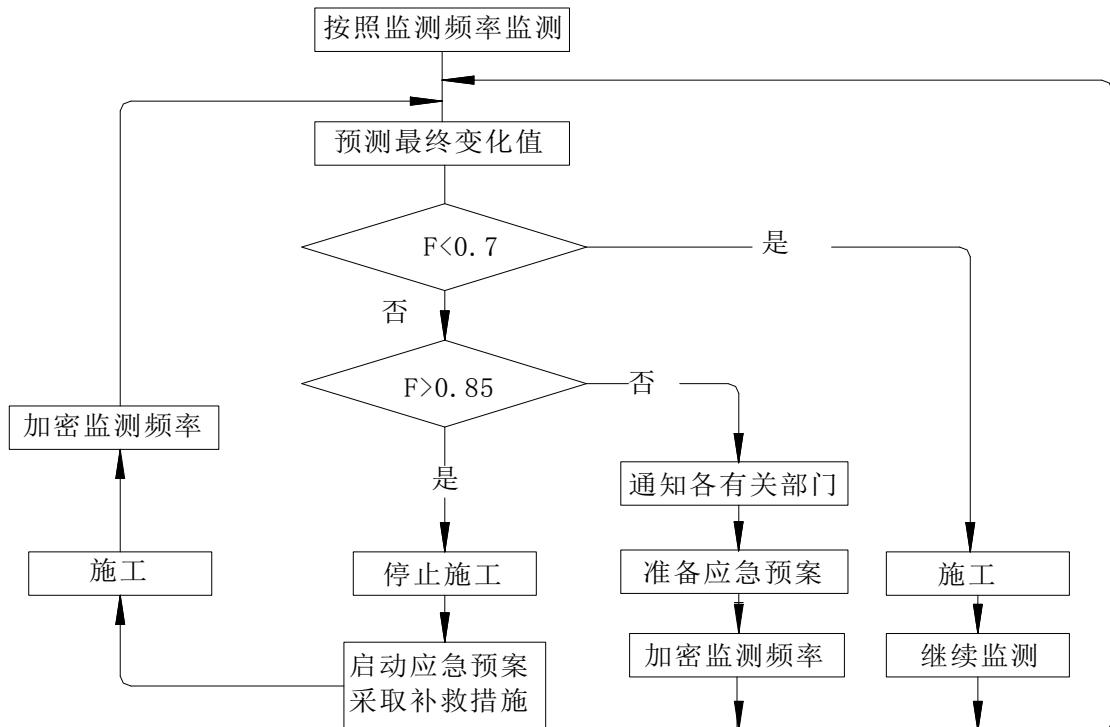 按照监测频率监测
预测最终变化值
F<0.7
是
否
F>0.85
否
加密监测频率
是
通知各有关部门
施工
停止施工
准备应急预案
施工
启动应急预案
采取补救措施
加密监测频率
继续监测